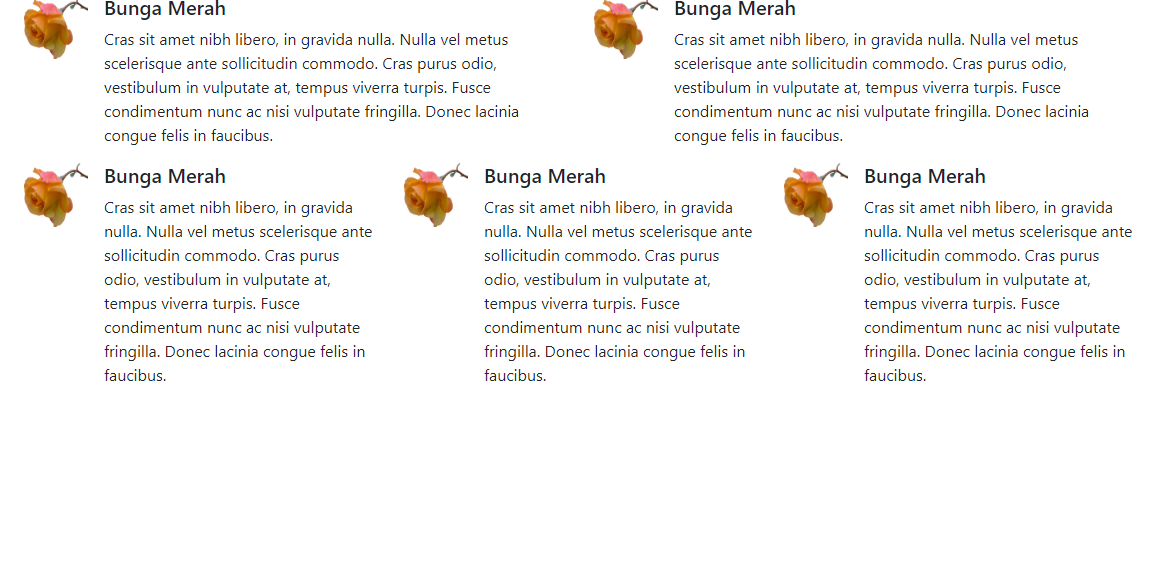 Bunga Merah
Cras sit amet nibh libero, in gravida nulla. Nulla vel metus
scelerisque ante sollicitudin commodo. Cras purus odio,
vestibulum in vulputate at, tempus viverra turpis. Fusce
condimentum nunc ac nisi vulputate fringilla. Donec lacinia
congue felis in faucibus.
Bunga Merah
Cras sit amet nibh libero, in gravida nulla. Nulla vel metus
scelerisque ante sollicitudin commodo. Cras purus odio,
vestibulum in vulputate at, tempus viverra turpis. Fusce
condimentum nunc ac nisi vulputate fringilla. Donec lacinia
congue felis in faucibus.
Bunga Merah
Cras sit amet nibh libero, in gravida
nulla. Nulla vel metus scelerisque ante
sollicitudin commodo. Cras purus
odio, vestibulum in vulputate at,
tempus viverra turpis. Fusce
condimentum nunc ac nisi vulputate
fringilla. Donec lacinia congue felis in
faucibus.
Bunga Merah
Cras sit amet nibh libero, in gravida
nulla. Nulla vel metus scelerisque ante
sollicitudin commodo. Cras purus
odio, vestibulum in vulputate at,
tempus viverra turpis. Fusce
condimentum nunc ac nisi vulputate
fringilla. Donec lacinia congue felis in
faucibus.
Bunga Merah
Cras sit amet nibh libero, in gravida
nulla. Nulla vel metus scelerisque ante
sollicitudin commodo. Cras purus
odio, vestibulum in vulputate at,
tempus viverra turpis. Fusce
condimentum nunc ac nisi vulputate
fringilla. Donec lacinia congue felis in
faucibus.